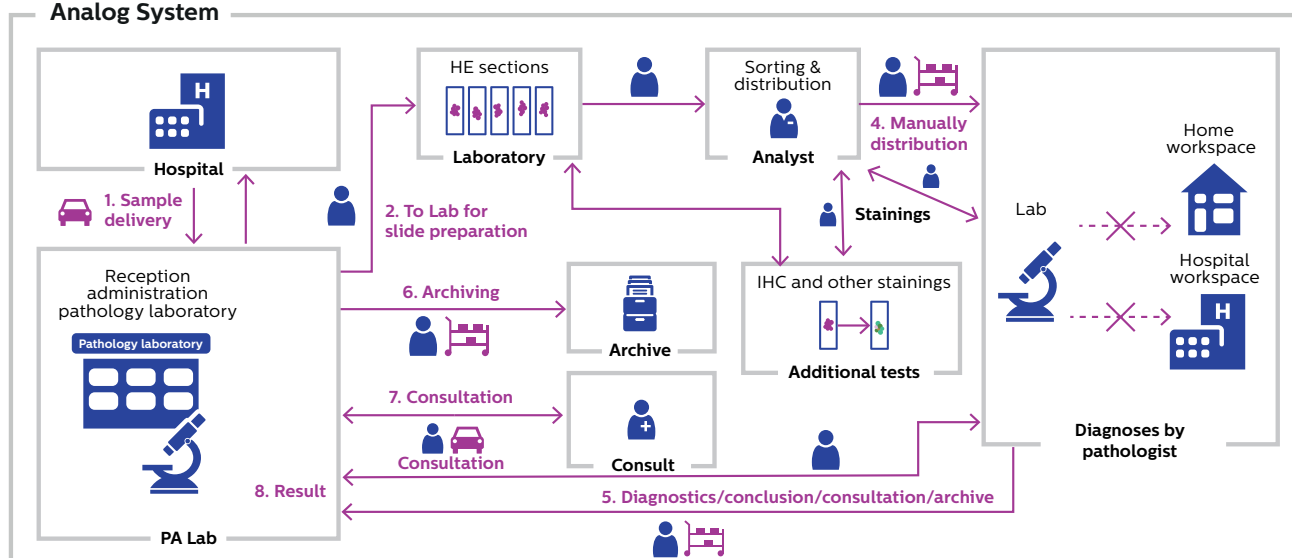 Analog System
H
Hospital
1. Sample
delivery
HE sections
Laboratory
2. To Lab for
slide preparation
Sorting &
distribution
Analyst
4. Manually
distribution
Stainings
Home
workspace
Lab
Hospital
workspace
H
Diagnoses by
pathologist
Reception
administration
pathology laboratory
Pathology laboratory
PA Lab
6. Archiving
Archive
IHC and other stainings
Additional tests
7. Consultation
Consultation
Consult
8. Result
5. Diagnostics/conclusion/consultation/archive